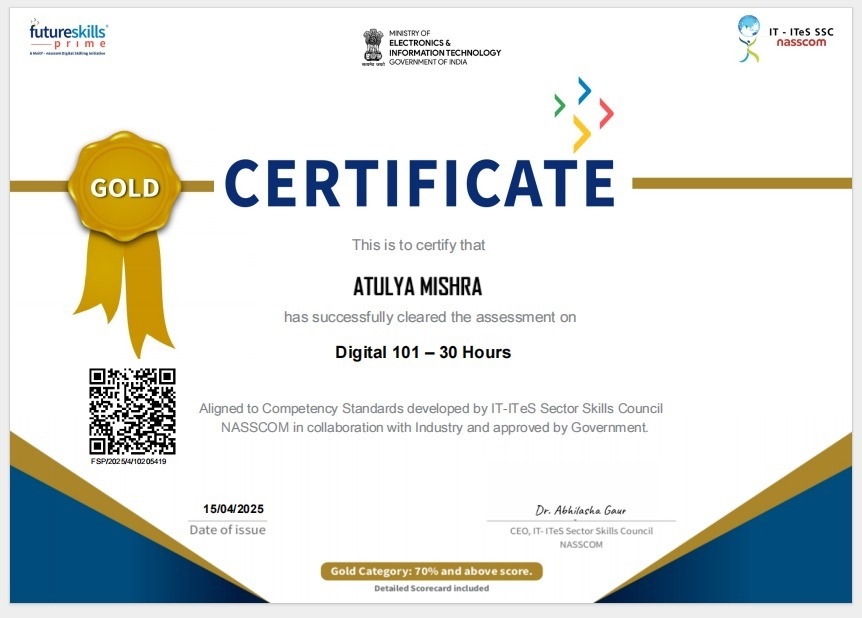 futureskills
prime
A MeitY - nasscom Digital Skilling Initiative
MINISTRY OF
ELECTRONICS &
INFORMATION TECHNOLOGY
GOVERNMENT OF INDIA
सत्यमेव जयते
IT - ITeS SSC
nasscom
GOLD
CERTIFICATE
This is to certify that
ATULYA MISHRA
has successfully cleared the assessment on
Digital 101 – 30 Hours
Aligned to Competency Standards developed by IT-ITeS Sector Skills Council
NASSCOM in collaboration with Industry and approved by Government.
FSP/2025/4/10205419
15/04/2025
Date of issue
Dr. Abhilasha Gaur
CEO, IT- ITeS Sector Skills Council
NASSCOM
Gold Category: 70% and above score.
Detailed Scorecard included